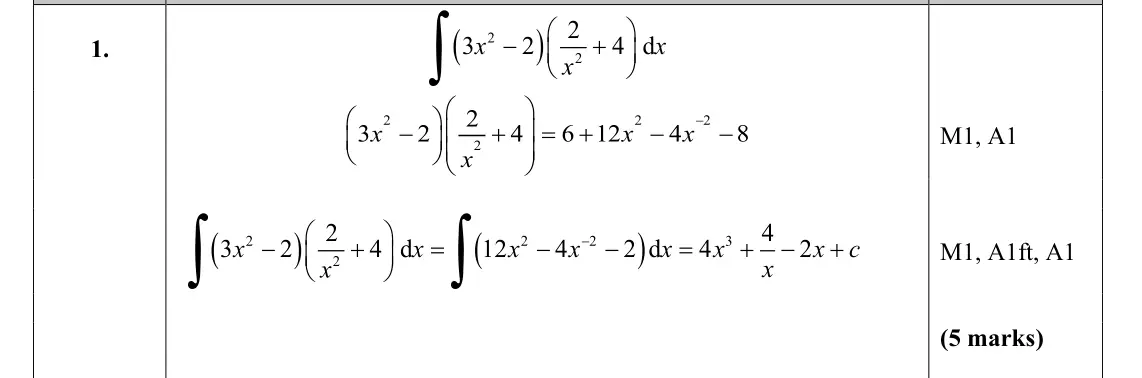 1.
∫(3x² − 2)(2/x² + 4) dx
(3x² − 2)(2/x² + 4) = 6 + 12x² − 4x⁻² − 8
M1, A1
∫(3x² − 2)(2/x² + 4) dx = ∫(12x² − 4x⁻² − 2)dx = 4x³ + 4/x − 2x + c
M1, A1ft, A1
(5 marks)